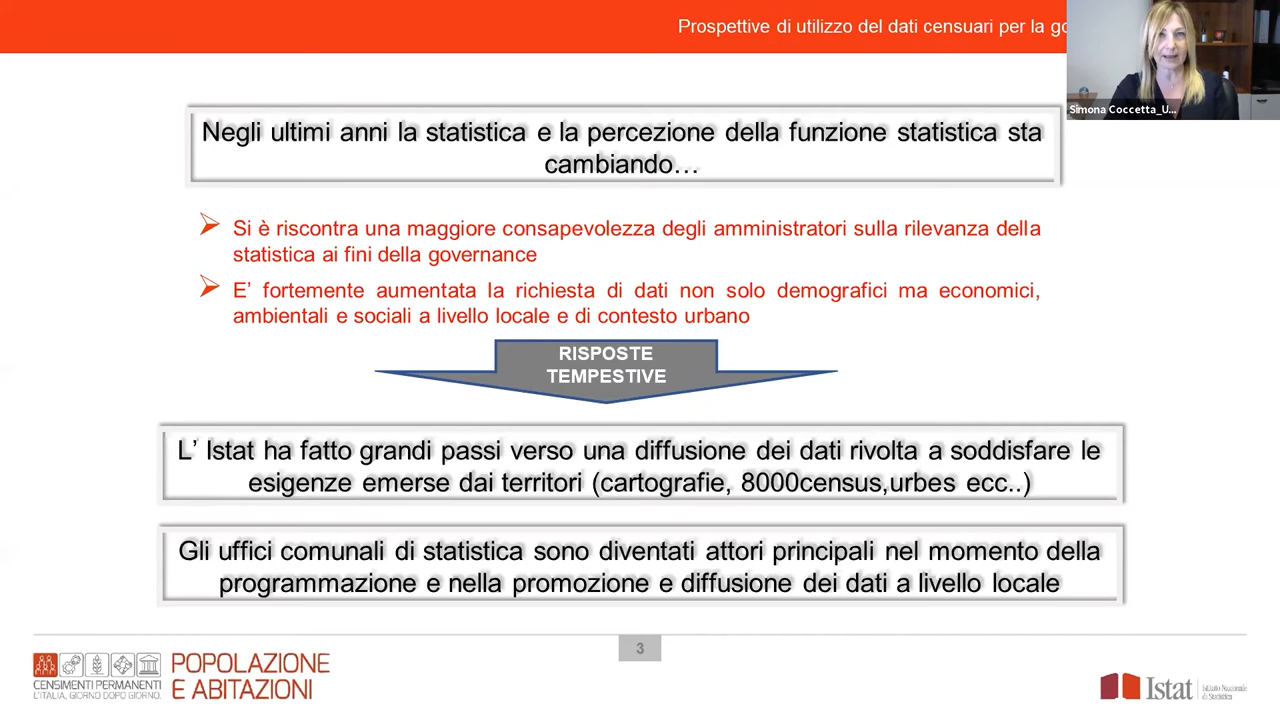 Prospettive di utilizzo del dati censuari per la go
Simona Coccetta_U...
Negli ultimi anni la statistica e la percezione della funzione statistica sta
cambiando…
Si è riscontra una maggiore consapevolezza degli amministratori sulla rilevanza della
statistica ai fini della governance
E’ fortemente aumentata la richiesta di dati non solo demografici ma economici,
ambientali e sociali a livello locale e di contesto urbano
RISPOSTE
TEMPESTIVE
L’ Istat ha fatto grandi passi verso una diffusione dei dati rivolta a soddisfare le
esigenze emerse dai territori (cartografie, 8000census,urbes ecc..)
Gli uffici comunali di statistica sono diventati attori principali nel momento della
programmazione e nella promozione e diffusione dei dati a livello locale
3
CENSIMENTI PERMANENTI
L'ITALIA, GIORNO DOPO GIORNO.
POPOLAZIONE
E ABITAZIONI
Istat
Istituto Nazionale
di Statistica